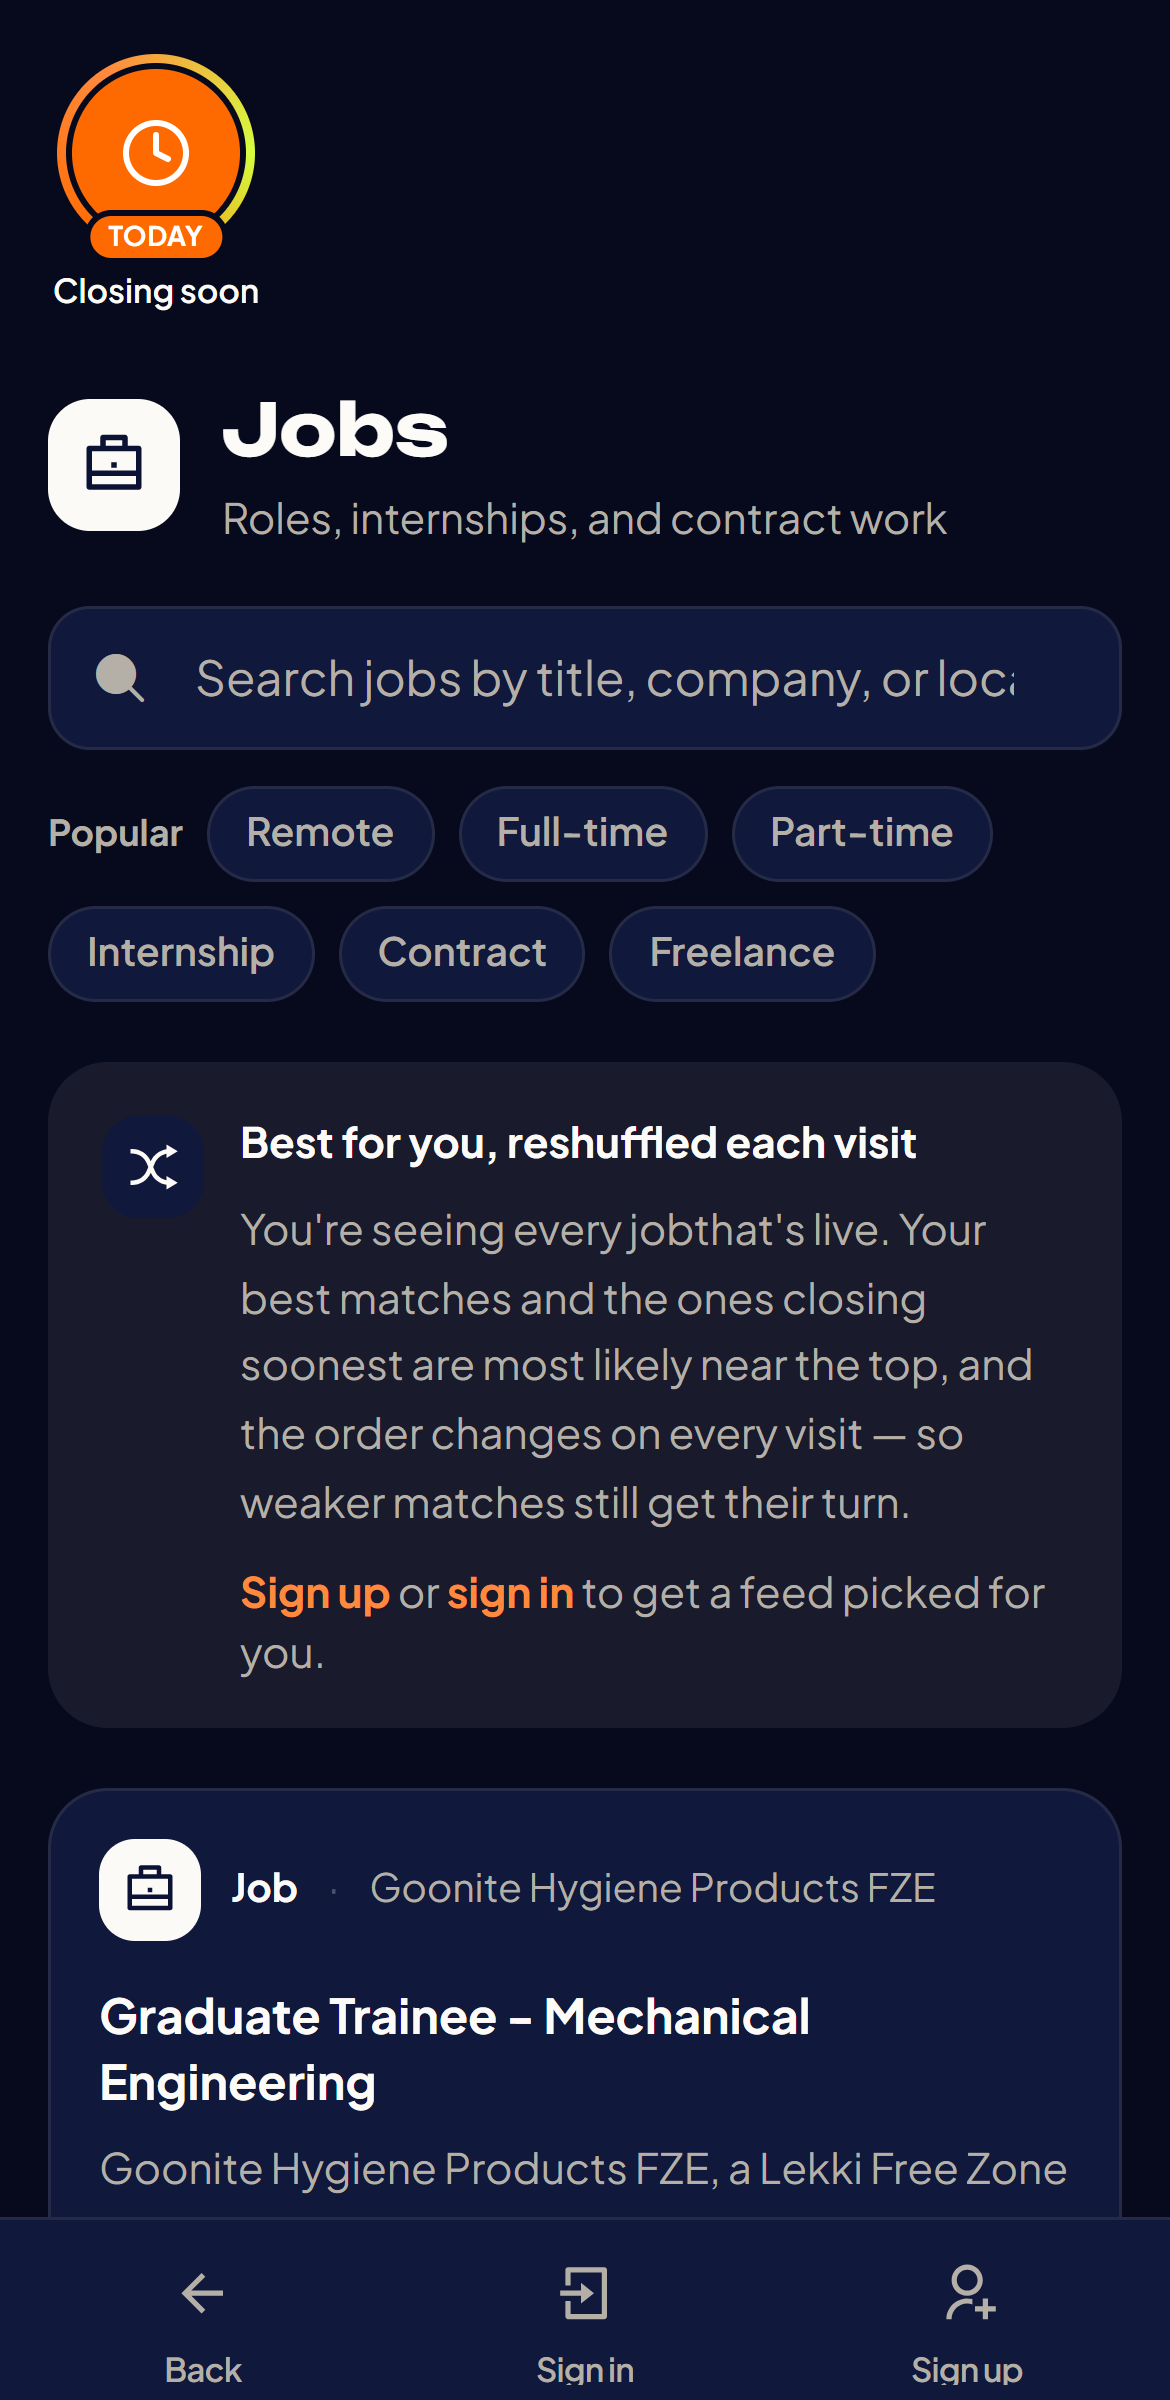 TODAY
Closing soon
Jobs
Roles, internships, and contract work
Search jobs by title, company, or loca
Popular
Remote
Full-time
Part-time
Internship
Contract
Freelance
Best for you, reshuffled each visit
You're seeing every jobthat's live. Your
best matches and the ones closing
soonest are most likely near the top, and
the order changes on every visit — so
weaker matches still get their turn.
Sign up or sign in to get a feed picked for
you.
Job · Goonite Hygiene Products FZE
Graduate Trainee - Mechanical
Engineering
Goonite Hygiene Products FZE, a Lekki Free Zone
Back
Sign in
Sign up